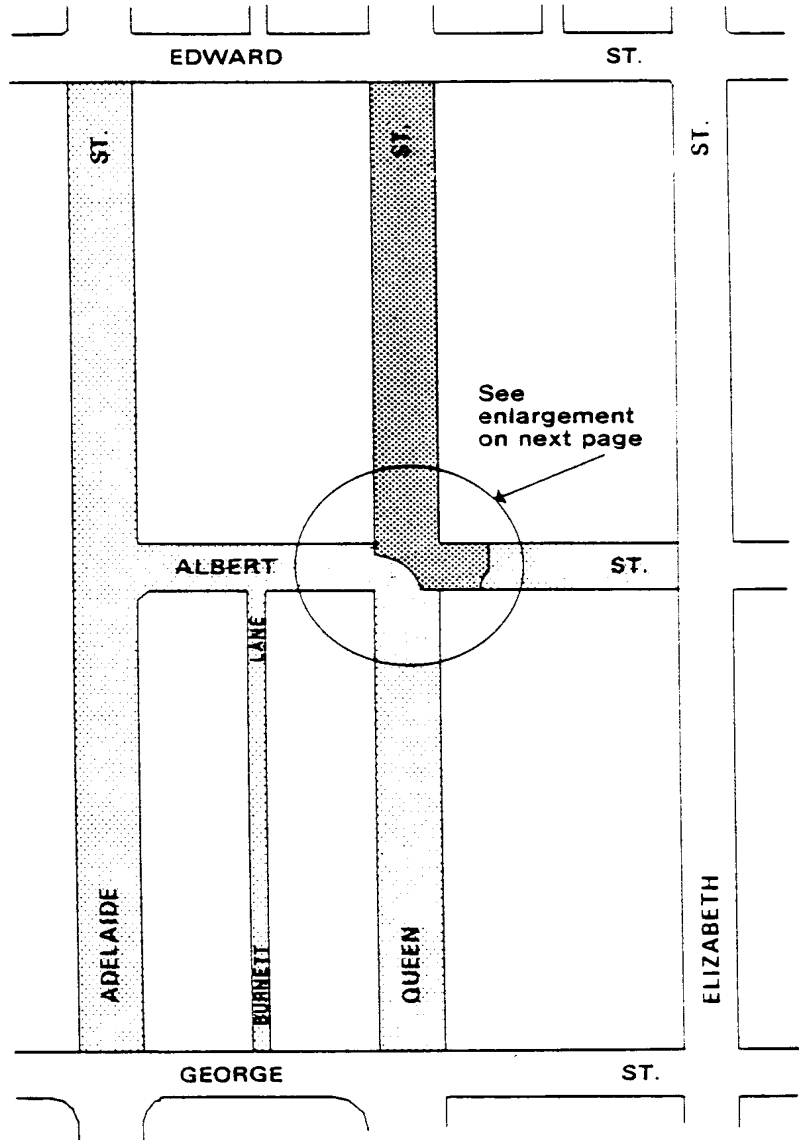 EDWARD ST.
ST.
ST.
ST.
See
enlargement
on next page
ALBERT ST.
LANE
ADELAIDE
BURNETT
QUEEN
ELIZABETH
GEORGE ST.